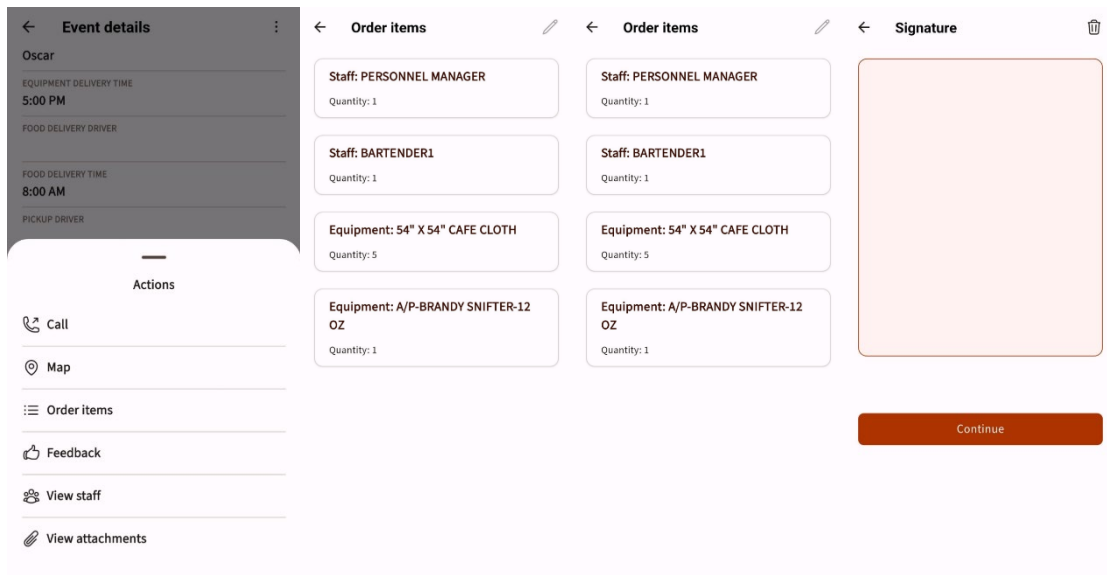 Event details
Oscar
EQUIPMENT DELIVERY TIME
5:00 PM
FOOD DELIVERY DRIVER
FOOD DELIVERY TIME
8:00 AM
PICKUP DRIVER
Actions
Call
Map
Order items
Feedback
View staff
View attachments
Order items
Staff: PERSONNEL MANAGER
Quantity: 1
Staff: BARTENDER1
Quantity: 1
Equipment: 54" X 54" CAFE CLOTH
Quantity: 5
Equipment: A/P-BRANDY SNIFTER-12
OZ
Quantity: 1
Order items
Staff: PERSONNEL MANAGER
Quantity: 1
Staff: BARTENDER1
Quantity: 1
Equipment: 54" X 54" CAFE CLOTH
Quantity: 5
Equipment: A/P-BRANDY SNIFTER-12
OZ
Quantity: 1
Signature
Continue